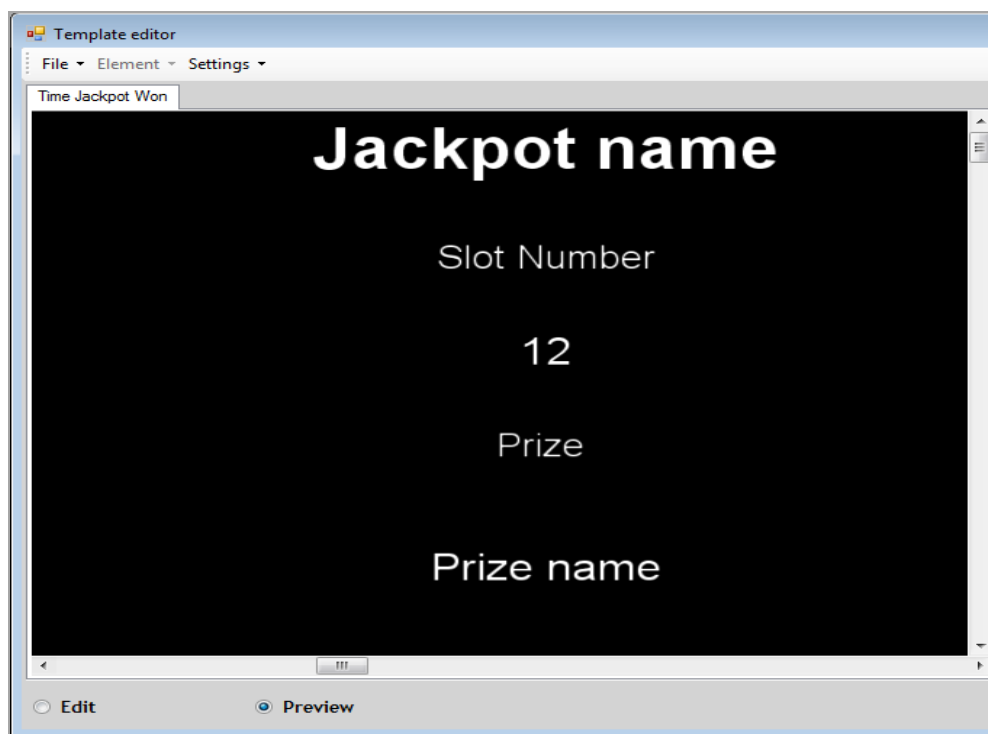 Template editor
File Element Settings
Time Jackpot Won
Jackpot name
Slot Number
12
Prize
Prize name
Edit Preview